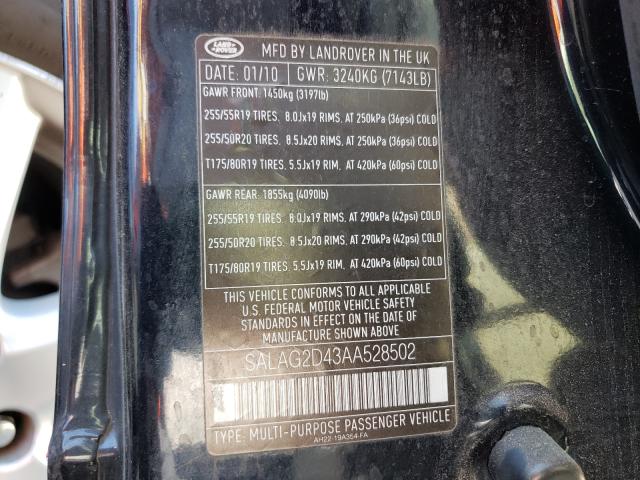 LAND
ROVER
MFD BY LANDROVER IN THE UK
DATE: 01/10 GWR: 3240KG (7143LB)
GAWR FRONT: 1450kg (3197lb)
255/55R19 TIRES. 8.0Jx19 RIMS. AT 250kPa (36psi) COLD
255/50R20 TIRES. 8.5Jx20 RIMS. AT 250kPa (36psi) COLD
T175/80R19 TIRES. 5.5Jx19 RIM. AT 420kPa (60psi) COLD
GAWR REAR: 1855kg (4090lb)
255/55R19 TIRES. 8.0Jx19 RIMS. AT 290kPa (42psi) COLD
255/50R20 TIRES. 8.5Jx20 RIMS. AT 290kPa (42psi) COLD
T175/80R19 TIRES. 5.5Jx19 RIM. AT 420kPa (60psi) COLD
THIS VEHICLE CONFORMS TO ALL APPLICABLE
U.S. FEDERAL MOTOR VEHICLE SAFETY
STANDARDS IN EFFECT ON THE DATE OF
MANUFACTURE SHOWN ABOVE
SALAG2D43AA528502
TYPE: MULTI-PURPOSE PASSENGER VEHICLE
AH22-19A354-FA